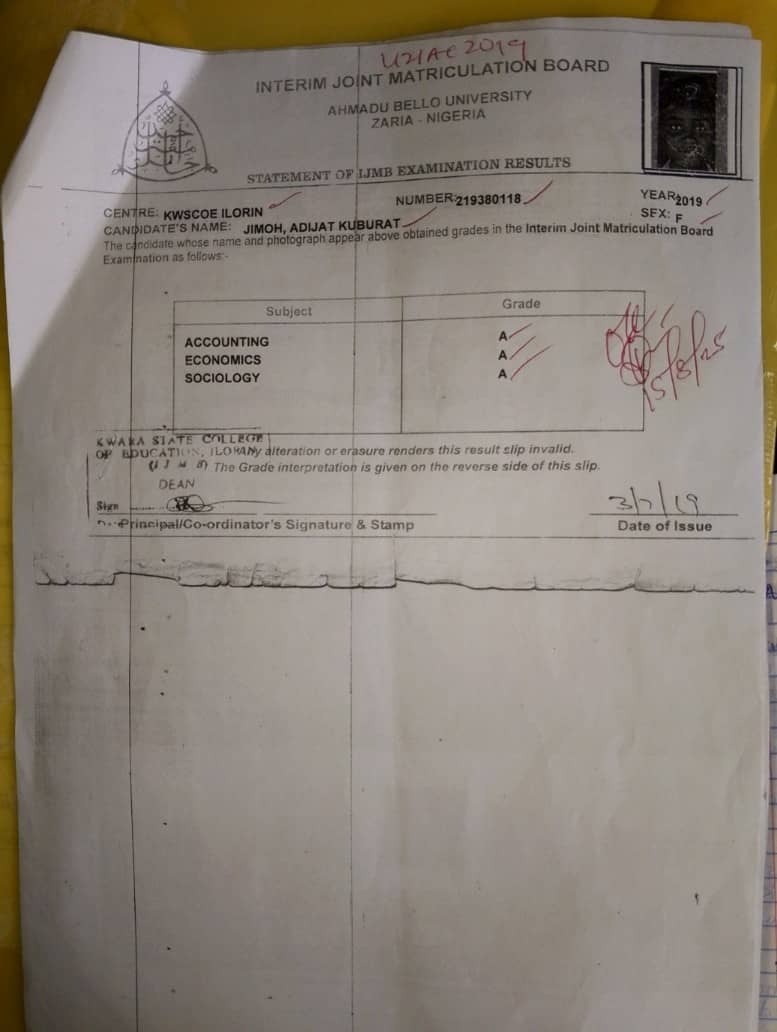 INTERIM JOINT MATRICULATION BOARD
AHMADU BELLO UNIVERSITY
ZARIA - NIGERIA
STATEMENT OF IJMB EXAMINATION RESULTS
CENTRE: KWSCOE ILORIN NUMBER:219380118 YEAR:2019
CANDIDATE'S NAME: JIMOH, ADIJAT KUBURAT SEX: F
The candidate whose name and photograph appear above obtained grades in the Interim Joint Matriculation Board
Examination as follows:-
Subject Grade
ACCOUNTING A
ECONOMICS A
SOCIOLOGY A
15/8/25
KWARA STATE COLLEGE
OF EDUCATION, ILORIN
Any alteration or erasure renders this result slip invalid.
(IJMB) The Grade interpretation is given on the reverse side of this slip.
DEAN
Sign 3/7/19
Principal/Co-ordinator's Signature & Stamp Date of Issue